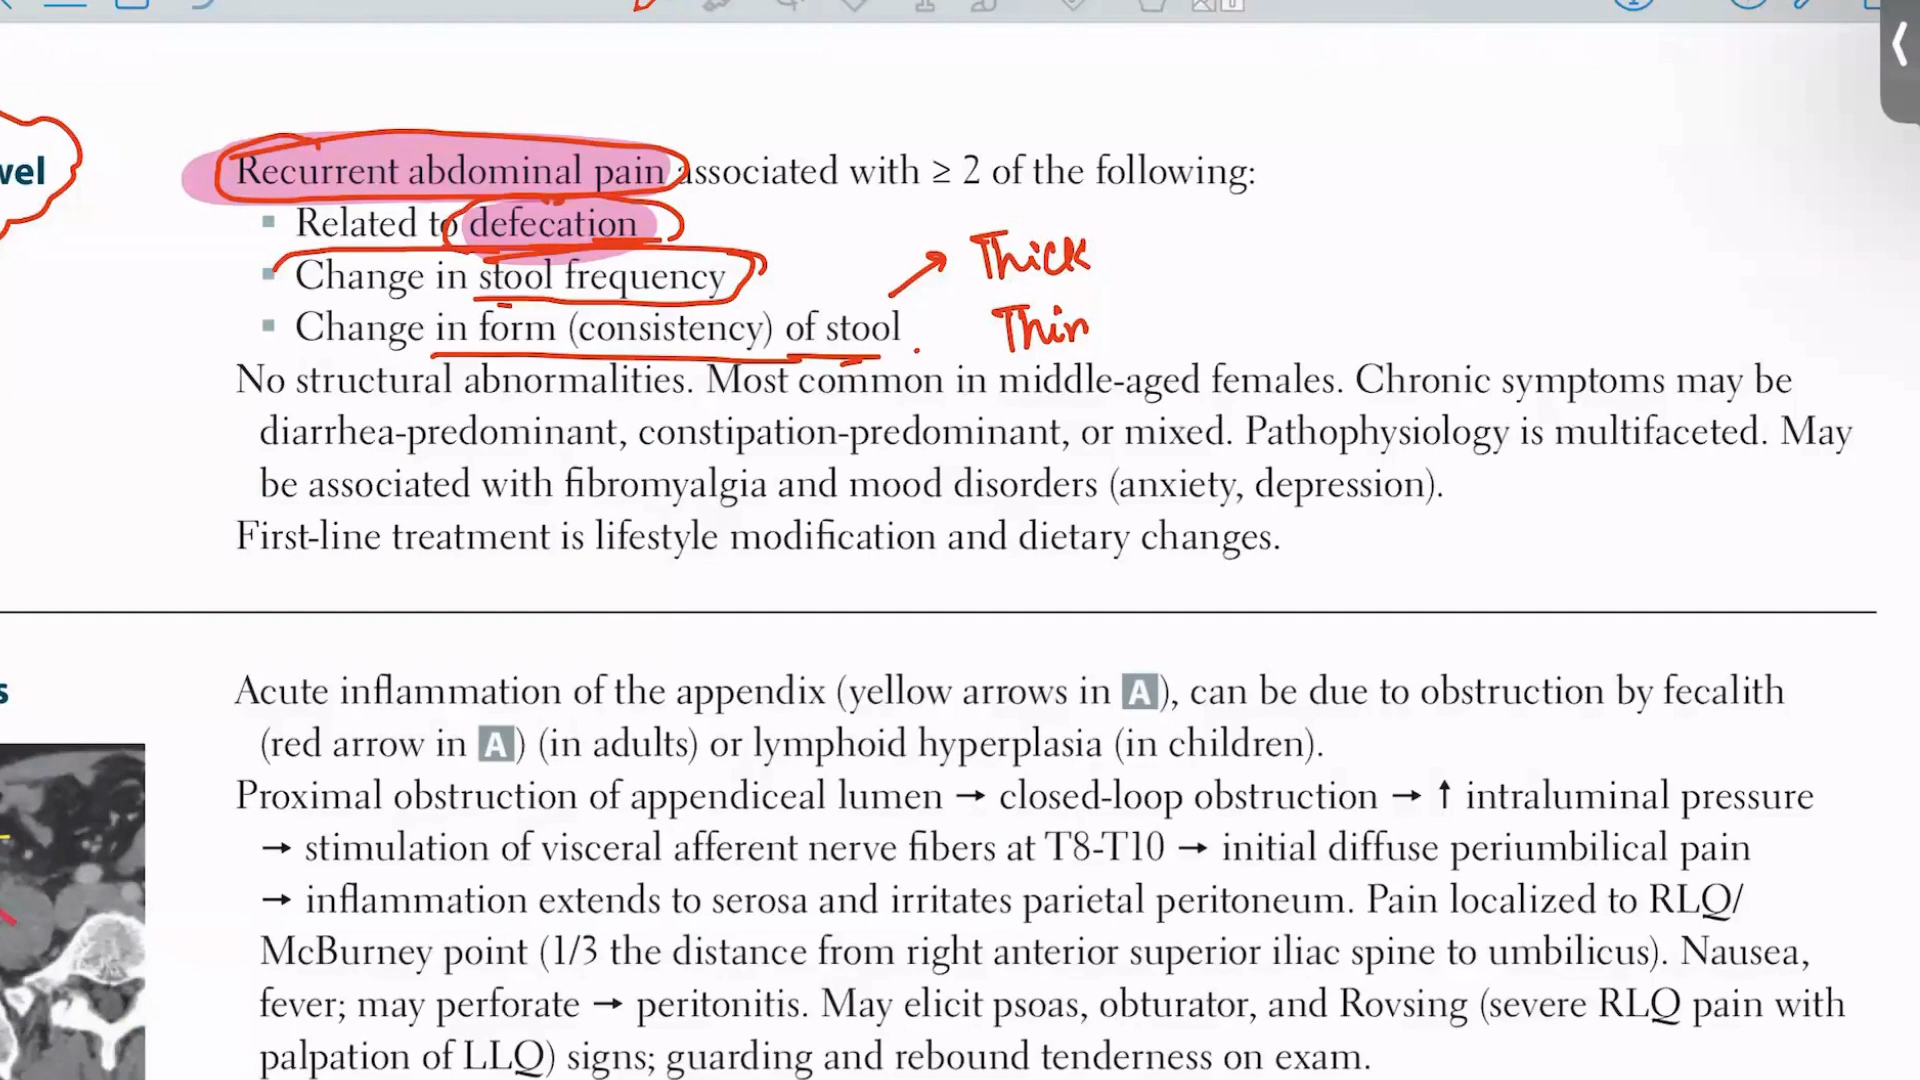 wel
Recurrent abdominal pain associated with ≥ 2 of the following:
▪ Related to defecation
▪ Change in stool frequency
▪ Change in form (consistency) of stool
Thick
Thin
No structural abnormalities. Most common in middle-aged females. Chronic symptoms may be
diarrhea-predominant, constipation-predominant, or mixed. Pathophysiology is multifaceted. May
be associated with fibromyalgia and mood disorders (anxiety, depression).
First-line treatment is lifestyle modification and dietary changes.
s
Acute inflammation of the appendix (yellow arrows in A), can be due to obstruction by fecalith
(red arrow in A) (in adults) or lymphoid hyperplasia (in children).
Proximal obstruction of appendiceal lumen → closed-loop obstruction → ↑ intraluminal pressure
→ stimulation of visceral afferent nerve fibers at T8-T10 → initial diffuse periumbilical pain
→ inflammation extends to serosa and irritates parietal peritoneum. Pain localized to RLQ/
McBurney point (1/3 the distance from right anterior superior iliac spine to umbilicus). Nausea,
fever; may perforate → peritonitis. May elicit psoas, obturator, and Rovsing (severe RLQ pain with
palpation of LLQ) signs; guarding and rebound tenderness on exam.